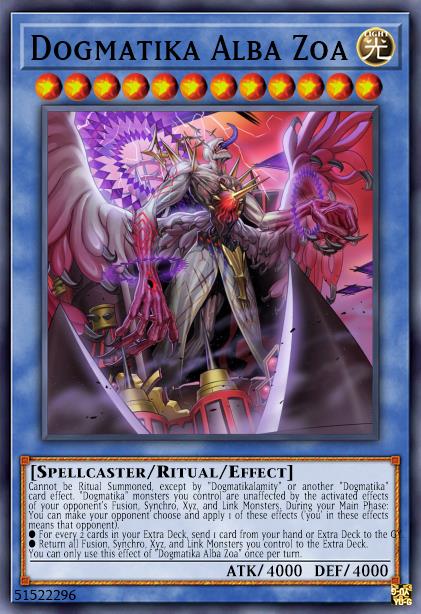 Dogmatika Alba Zoa
LIGHT
光
[Spellcaster/Ritual/Effect]
Cannot be Ritual Summoned, except by "Dogmatikalamity" or another "Dogmatika"
card effect. "Dogmatika" monsters you control are unaffected by the activated effects
of your opponent's Fusion, Synchro, Xyz, and Link Monsters, During your Main Phase:
You can make your opponent choose and apply 1 of these effects ('you' in these effects
means that opponent).
● For every 2 cards in your Extra Deck, send 1 card from your hand or Extra Deck to the G
● Return all Fusion, Synchro, Xyz, and Link Monsters you control to the Extra Deck.
You can only use this effect of "Dogmatika Alba Zoa" once per turn.
ATK/4000 DEF/4000
51522296